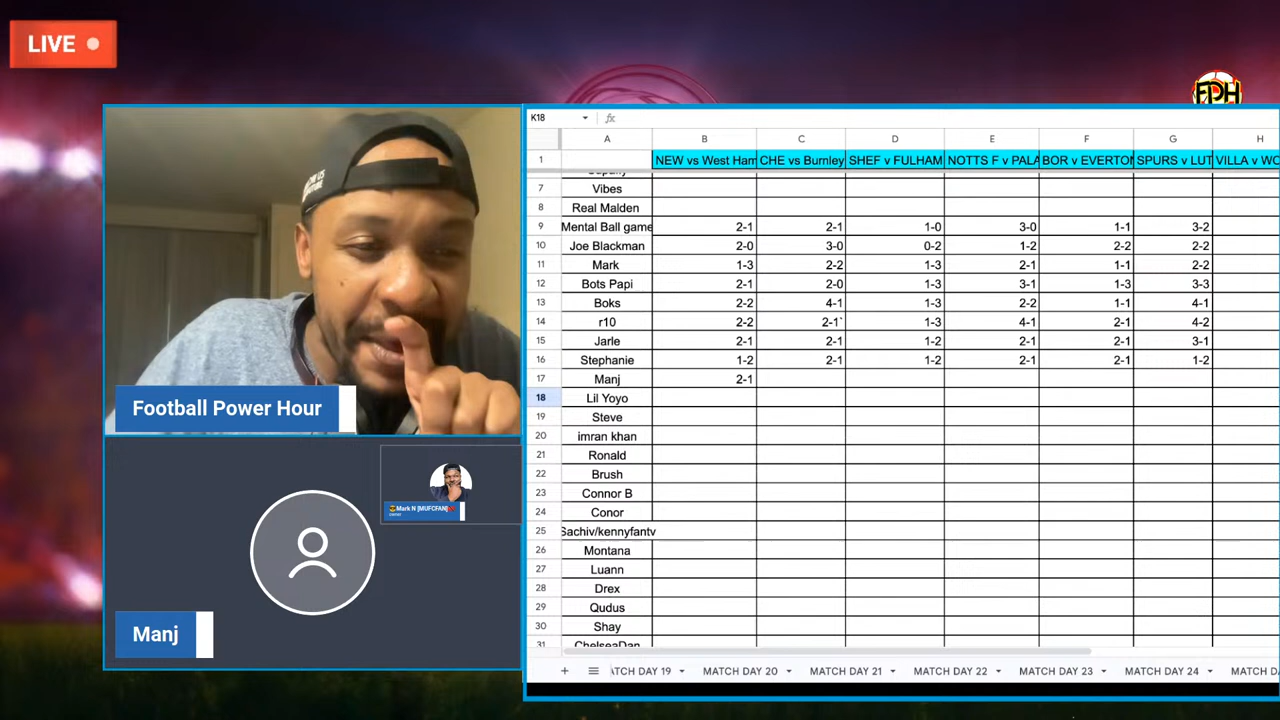 LIVE
FPH
K18 fx
A B C D E F G H
1 NEW vs West Ham CHE vs Burnley SHEF v FULHAM NOTTS F v PALA BOR v EVERTON SPURS v LUT VILLA v WO
7 Vibes
8 Real Malden
9 Mental Ball game 2-1 2-1 1-0 3-0 1-1 3-2
10 Joe Blackman 2-0 3-0 0-2 1-2 2-2 2-2
11 Mark 1-3 2-2 1-3 2-1 1-1 2-2
12 Bots Papi 2-1 2-0 1-3 3-1 1-3 3-3
13 Boks 2-2 4-1 1-3 2-2 1-1 4-1
14 r10 2-2 2-1` 1-3 4-1 2-1 4-2
15 Jarle 2-1 2-1 1-2 2-1 2-1 3-1
16 Stephanie 1-2 2-1 1-2 2-1 2-1 1-2
17 Manj 2-1
18 Lil Yoyo
19 Steve
20 imran khan
21 Ronald
22 Brush
23 Connor B
24 Conor
25 Sachiv/kennyfantv
26 Montana
27 Luann
28 Drex
29 Qudus
30 Shay
31 ChelseaDan
+ ATCH DAY 19 MATCH DAY 20 MATCH DAY 21 MATCH DAY 22 MATCH DAY 23 MATCH DAY 24 MATCH D
Football Power Hour
Mark N [MUFCFAN]
Manj